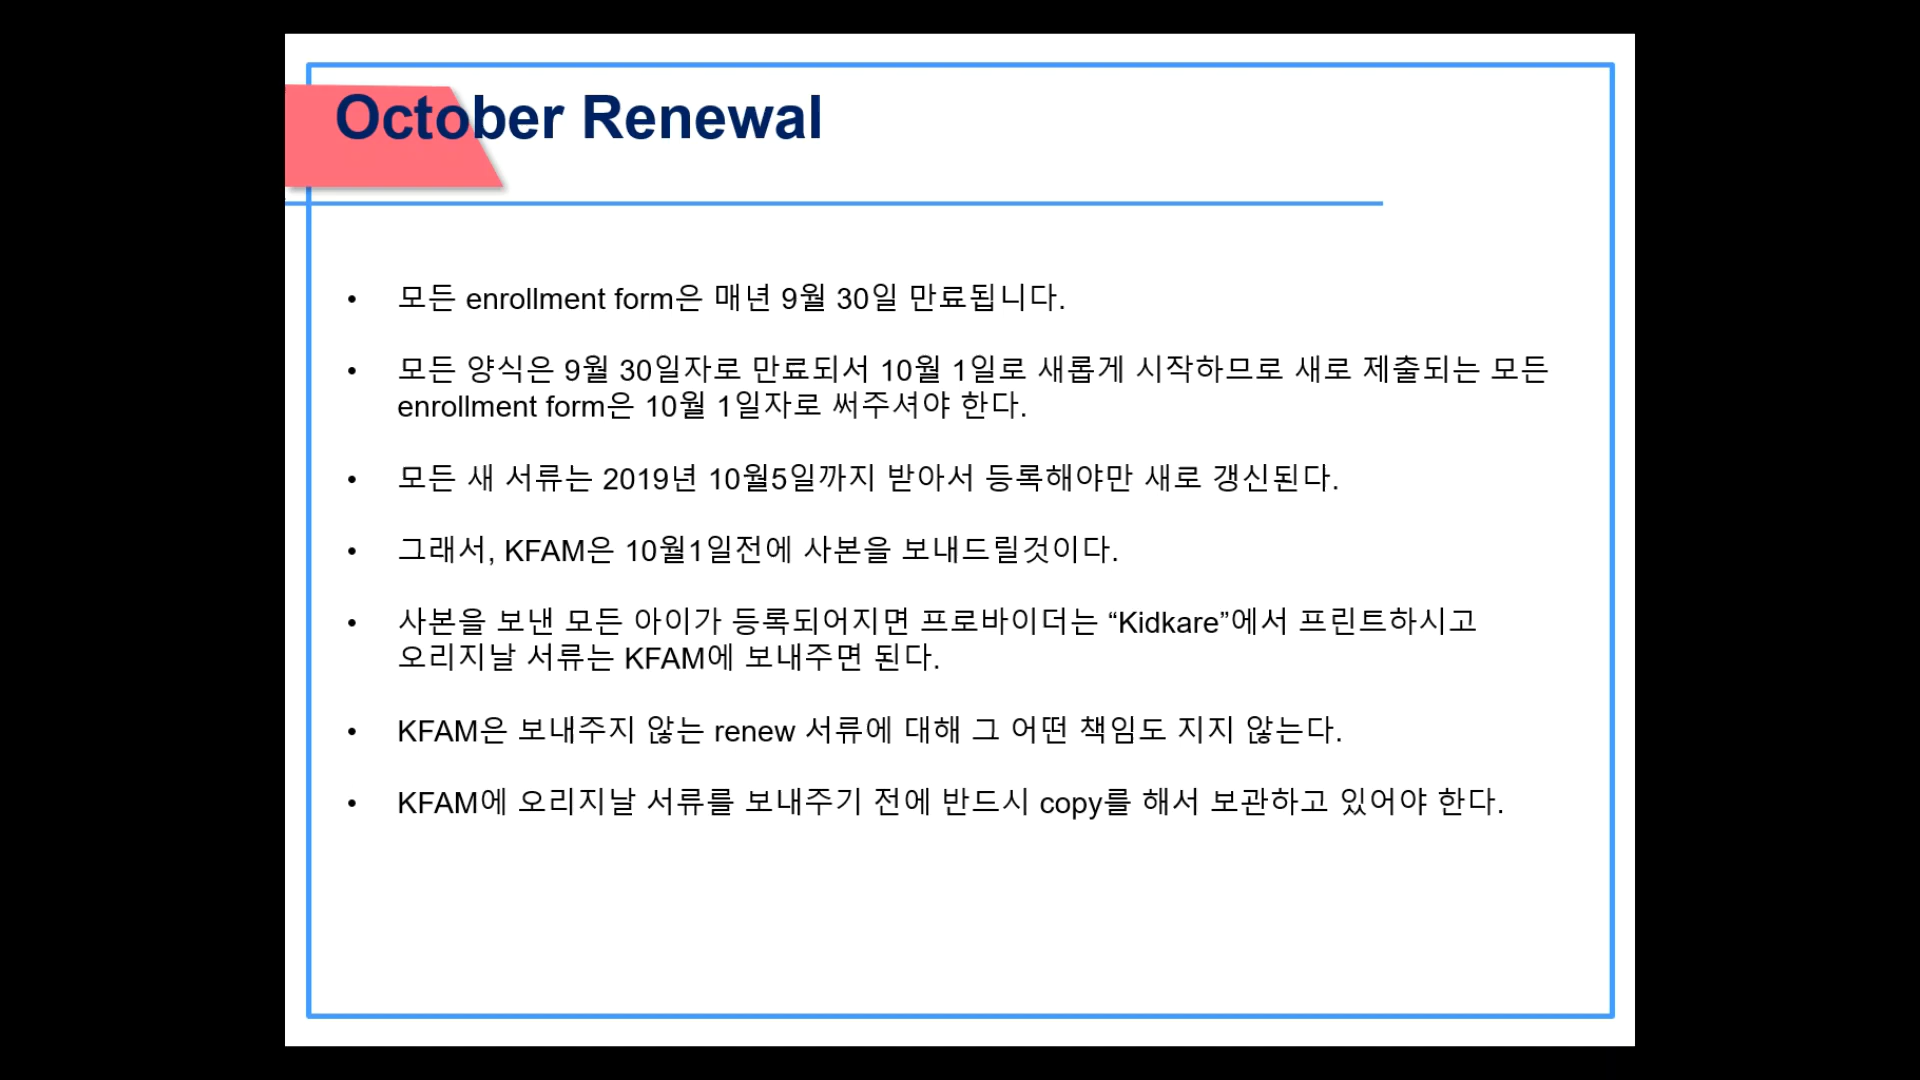 October Renewal
• 모든 enrollment form은 매년 9월 30일 만료됩니다.
• 모든 양식은 9월 30일자로 만료되서 10월 1일로 새롭게 시작하므로 새로 제출되는 모든
enrollment form은 10월 1일자로 써주셔야 한다.
• 모든 새 서류는 2019년 10월5일까지 받아서 등록해야만 새로 갱신된다.
• 그래서, KFAM은 10월1일전에 사본을 보내드릴것이다.
• 사본을 보낸 모든 아이가 등록되어지면 프로바이더는 “Kidkare”에서 프린트하시고
오리지날 서류는 KFAM에 보내주면 된다.
• KFAM은 보내주지 않는 renew 서류에 대해 그 어떤 책임도 지지 않는다.
• KFAM에 오리지날 서류를 보내주기 전에 반드시 copy를 해서 보관하고 있어야 한다.